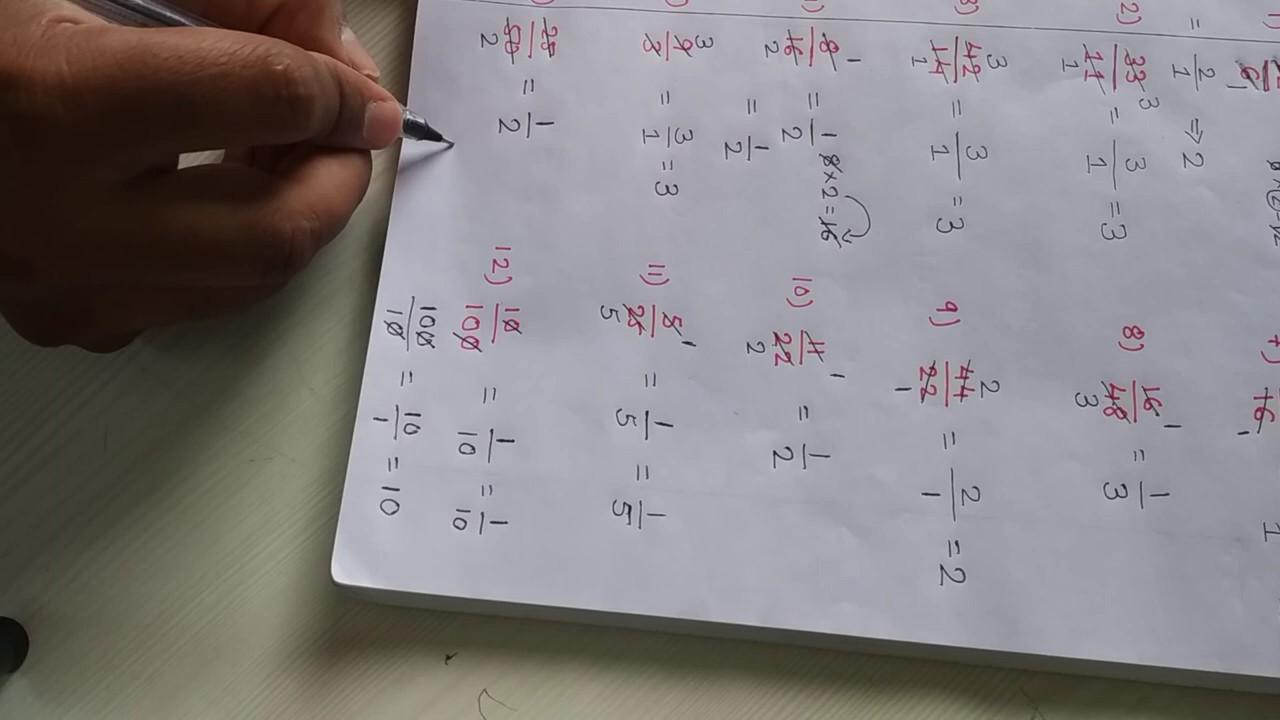 = 2/1 ⇒ 2
2) 33/11 = 3/1 = 3
3) 42/14 = 3/1 = 3
8/16 = 1/2 8×2=16
= 1/2
= 3/1 = 3
25/50 = 1/2
7)
8) 16/48 = 1/3
9) 44/22 = 2/1 = 2
10) 11/22 = 1/2
11) 5/25 = 1/5 = 1/5
12) 10/100 = 1/10 = 1/10
100/10 = 10/1 = 10